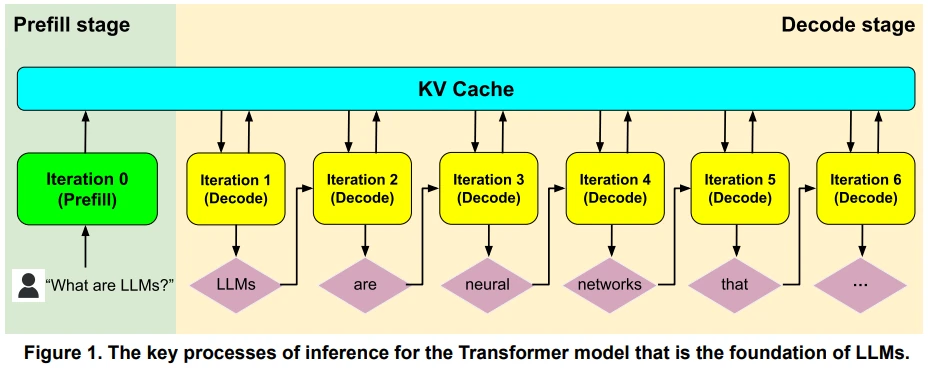 Prefill stage
Decode stage
KV Cache
Iteration 0
(Prefill)
Iteration 1
(Decode)
Iteration 2
(Decode)
Iteration 3
(Decode)
Iteration 4
(Decode)
Iteration 5
(Decode)
Iteration 6
(Decode)
“What are LLMs?”
LLMs
are
neural
networks
that
...
Figure 1. The key processes of inference for the Transformer model that is the foundation of LLMs.